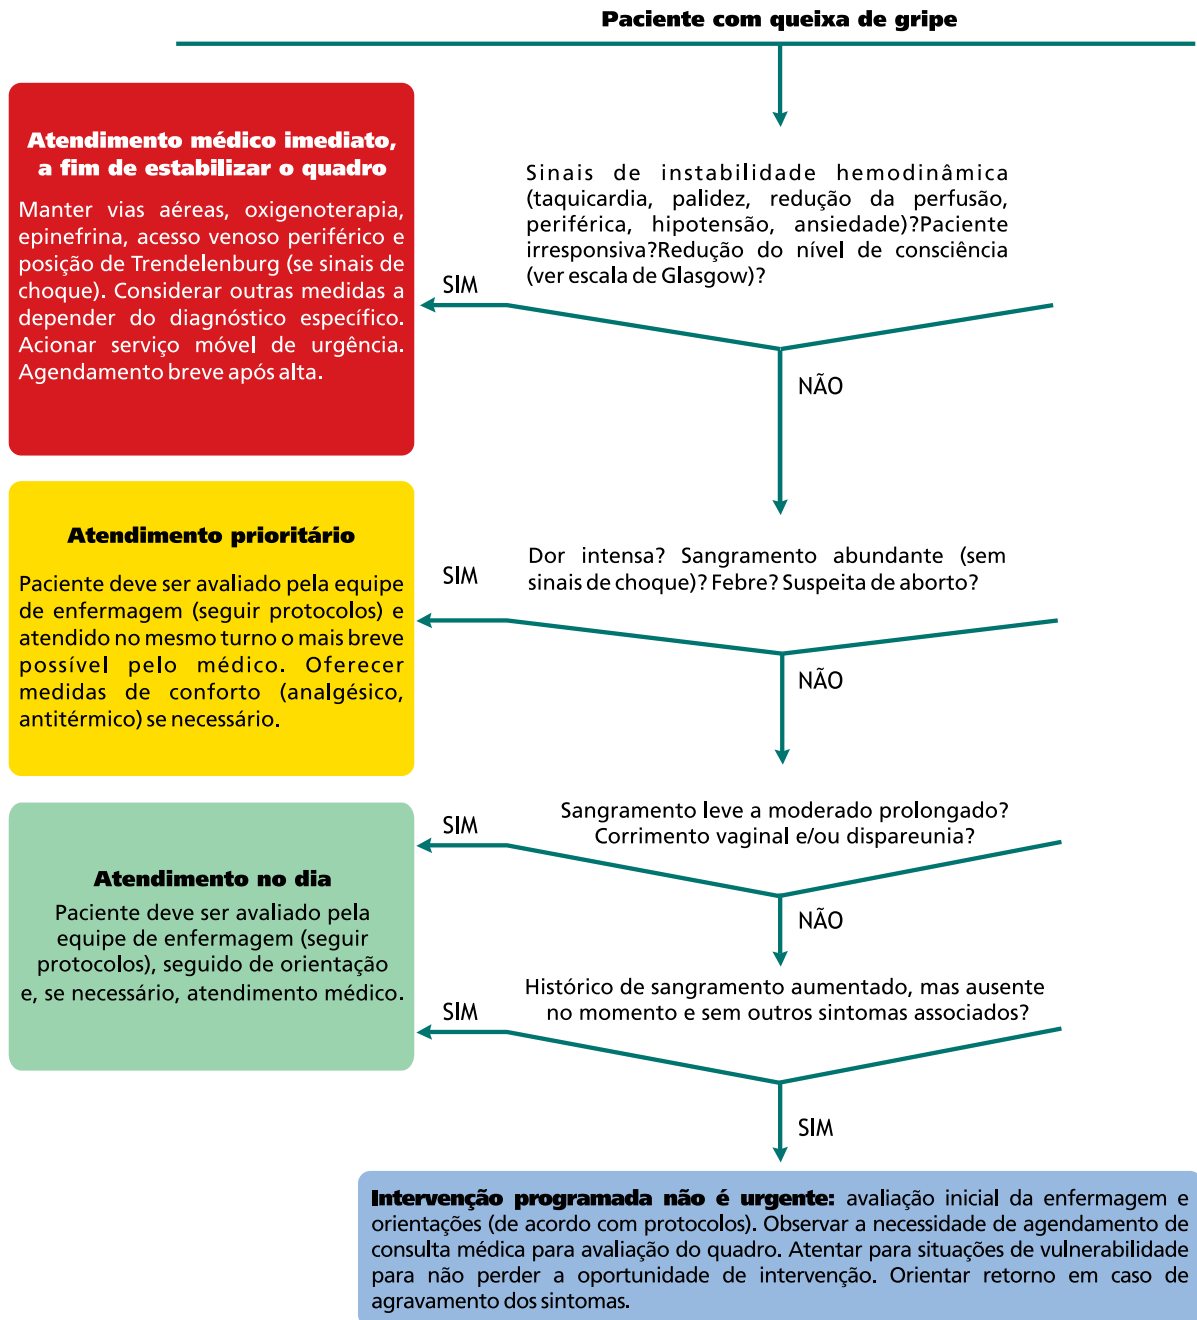 Paciente com queixa de gripe
Atendimento médico imediato,
a fim de estabilizar o quadro
Manter vias aéreas, oxigenoterapia,
epinefrina, acesso venoso periférico e
posição de Trendelenburg (se sinais de
choque). Considerar outras medidas a
depender do diagnóstico específico.
Acionar serviço móvel de urgência.
Agendamento breve após alta.
Sinais de instabilidade hemodinâmica
(taquicardia, palidez, redução da perfusão,
periférica, hipotensão, ansiedade)?Paciente
irresponsiva?Redução do nível de consciência
(ver escala de Glasgow)?
SIM
NÃO
Atendimento prioritário
Paciente deve ser avaliado pela equipe
de enfermagem (seguir protocolos) e
atendido no mesmo turno o mais breve
possível pelo médico. Oferecer
medidas de conforto (analgésico,
antitérmico) se necessário.
Dor intensa? Sangramento abundante (sem
sinais de choque)? Febre? Suspeita de aborto?
SIM
NÃO
Sangramento leve a moderado prolongado?
Corrimento vaginal e/ou dispareunia?
SIM
NÃO
Atendimento no dia
Paciente deve ser avaliado pela
equipe de enfermagem (seguir
protocolos), seguido de orientação
e, se necessário, atendimento médico.
Histórico de sangramento aumentado, mas ausente
no momento e sem outros sintomas associados?
SIM
SIM
Intervenção programada não é urgente: avaliação inicial da enfermagem e
orientações (de acordo com protocolos). Observar a necessidade de agendamento de
consulta médica para avaliação do quadro. Atentar para situações de vulnerabilidade
para não perder a oportunidade de intervenção. Orientar retorno em caso de
agravamento dos sintomas.